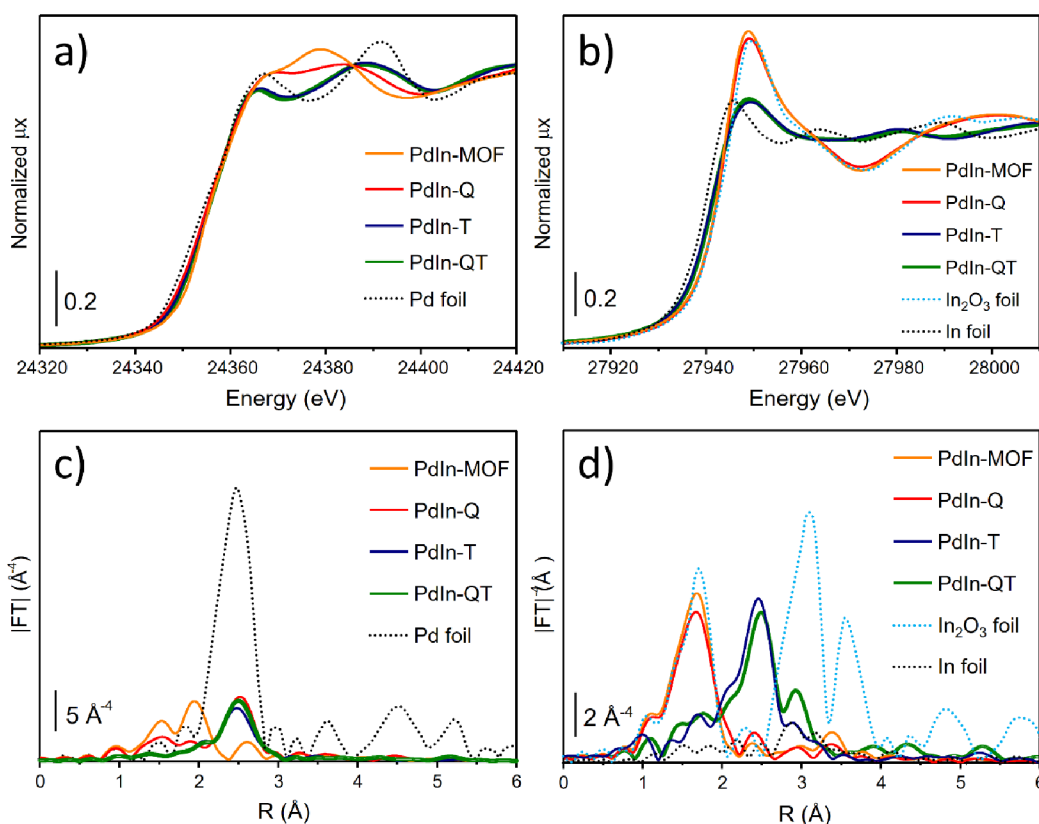 a)
Normalized μx
PdIn-MOF
PdIn-Q
PdIn-T
PdIn-QT
Pd foil
0.2
24320 24340 24360 24380 24400 24420
Energy (eV)
b)
Normalized μx
PdIn-MOF
PdIn-Q
PdIn-T
PdIn-QT
In₂O₃ foil
In foil
0.2
27920 27940 27960 27980 28000
Energy (eV)
c)
|FT| (Å⁻⁴)
PdIn-MOF
PdIn-Q
PdIn-T
PdIn-QT
Pd foil
5 Å⁻⁴
0 1 2 3 4 5 6
R (Å)
d)
PdIn-MOF
PdIn-Q
PdIn-T
PdIn-QT
In₂O₃ foil
In foil
2 Å⁻⁴
0 1 2 3 4 5 6
R (Å)